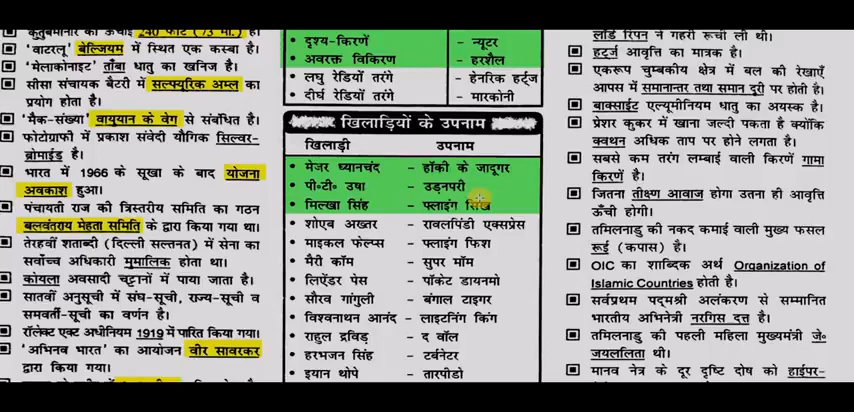 कुतुबमीनार की ऊँचाई 240 फीट (73 मी.) है।
'वाटरलू' बेल्जियम में स्थित एक कस्बा है।
'मेलाकोनाइट' ताँबा धातु का खनिज है।
सीसा संचायक बैटरी में सल्फ्यूरिक अम्ल का
प्रयोग होता है।
'मैक-संख्या' वायुयान के वेग से संबंधित है।
फोटोग्राफी में प्रकाश संवेदी यौगिक सिल्वर-
ब्रोमाईड है।
भारत में 1966 के सूखा के बाद योजना
अवकाश हुआ।
पंचायती राज की त्रिस्तरीय समिति का गठन
बलवंतराय मेहता समिति के द्वारा किया गया था।
तेरहवीं शताब्दी (दिल्ली सल्तनत) में सेना का
सर्वोच्च अधिकारी मुमालिक होता था।
कोयला अवसादी चट्टानों में पाया जाता है।
सातवीं अनुसूची में संघ-सूची, राज्य-सूची व
समवर्ती-सूची का वर्णन है।
रॉलेक्ट एक्ट अधीनियम 1919 में पारित किया गया।
"अभिनव भारत" का आयोजन वीर सावरकर
द्वारा किया गया।
• दृश्य-किरणें – न्यूटर
• अवरक्त विकिरण – हरशैल
• लघु रेडियों तरंगे – हेनरिक हर्ट्ज
• दीर्घ रेडियों तरंगे – मारकोनी
खिलाड़ियों के उपनाम
खिलाड़ी उपनाम
• मेजर ध्यानचंद – हॉकी के जादूगर
• पी०टी० उषा – उड़नपरी
• मिल्खा सिंह – फ्लाइंग सिख
• शोएब अख्तर – रावलपिंडी एक्सप्रेस
• माइकल फेल्प्स – फ्लाइंग फिश
• मैरी कॉम – सुपर मॉम
• लिऐंडर पेस – पॉकेट डायनमो
• सौरव गांगुली – बंगाल टाइगर
• विश्वनाथन आनंद – लाइटनिंग किंग
• राहुल द्रविड़ – द वॉल
• हरभजन सिंह – टर्बनेटर
• इयान थोपे – तारपीडो
लॉर्ड रिपन ने गहरी रूची ली थी।
हर्ट्ज आवृत्ति का मात्रक है।
एकरूप चुम्बकीय क्षेत्र में बल की रेखाएँ
आपस में समानान्तर तथा समान दूरी पर होती है।
बाक्साईट एल्यूमीनियम धातु का अयस्क है।
प्रेशर कुकर में खाना जल्दी पकता है क्योंकि
क्वथन अधिक ताप पर होने लगता है।
सबसे कम तरंग लम्बाई वाली किरणें गामा
किरणें है।
जितना तीक्ष्ण आवाज होगा उतना ही आवृत्ति
ऊँची होगी।
तमिलनाडु की नकद कमाई वाली मुख्य फसल
रूई (कपास) है।
OIC का शाब्दिक अर्थ Organization of
Islamic Countries होती है।
सर्वप्रथम पद्मश्री अलंकरण से सम्मानित
भारतीय अभिनेत्री नरगिस दत्त है।
तमिलनाडु की पहली महिला मुख्यमंत्री जे०
जयललिता थी।
मानव नेत्र के दूर दृष्टि दोष को हाईपर-